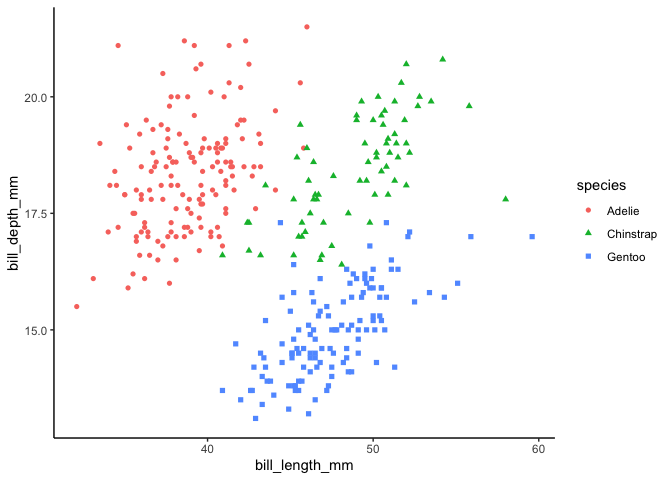 bill_depth_mm
20.0
17.5
15.0
40
50
60
bill_length_mm
species
Adelie
Chinstrap
Gentoo